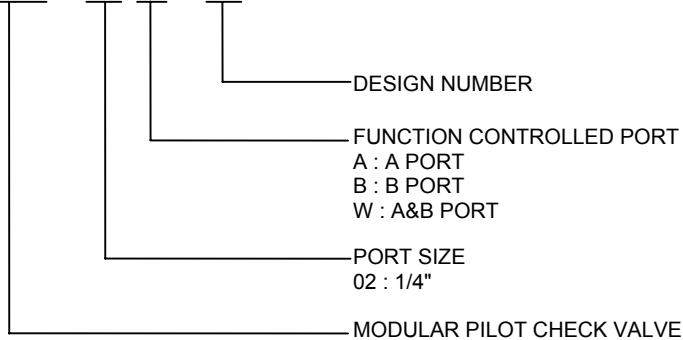 DESIGN NUMBER
FUNCTION CONTROLLED PORT
A : A PORT
B : B PORT
W : A&B PORT
PORT SIZE
02 : 1/4"
MODULAR PILOT CHECK VALVE